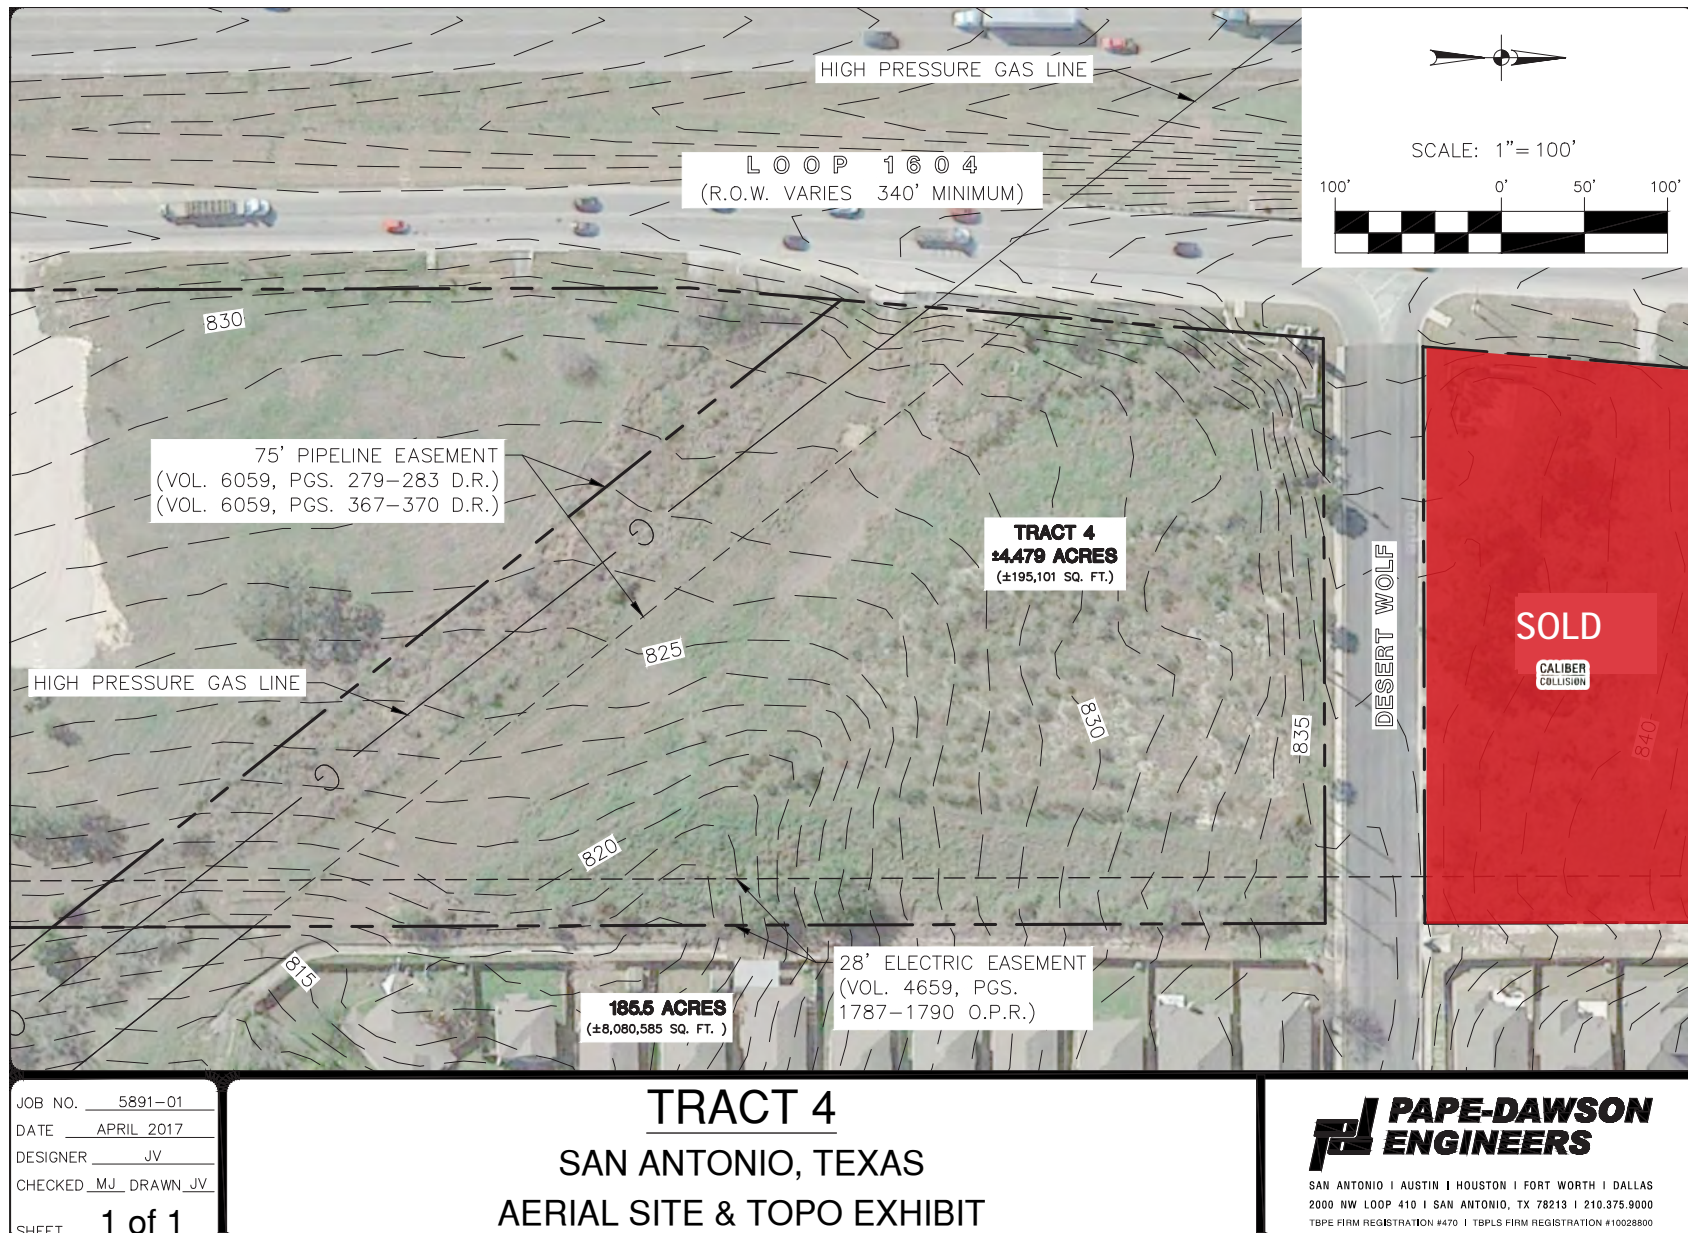 HIGH PRESSURE GAS LINE
LOOP 1604
(R.O.W. VARIES 340' MINIMUM)
SCALE: 1"=100'
100' 0' 50' 100'
830
75' PIPELINE EASEMENT
(VOL. 6059, PGS. 279-283 D.R.)
(VOL. 6059, PGS. 367-370 D.R.)
G
TRACT 4
±4.479 ACRES
(±195,101 SQ. FT.)
DESERT WOLF
SOLD
CALIBER
COLLISION
825
HIGH PRESSURE GAS LINE
830
835
840
G
820
815
28' ELECTRIC EASEMENT
(VOL. 4659, PGS.
1787-1790 O.P.R.)
185.5 ACRES
(±8,080,585 SQ. FT. )
JOB NO. 5891-01
DATE APRIL 2017
DESIGNER JV
CHECKED MJ DRAWN JV
SHEET 1 of 1
TRACT 4
SAN ANTONIO, TEXAS
AERIAL SITE & TOPO EXHIBIT
PAPE-DAWSON
ENGINEERS
SAN ANTONIO | AUSTIN | HOUSTON | FORT WORTH | DALLAS
2000 NW LOOP 410 | SAN ANTONIO, TX 78213 | 210.375.9000
TBPE FIRM REGISTRATION #470 | TBPLS FIRM REGISTRATION #10028800